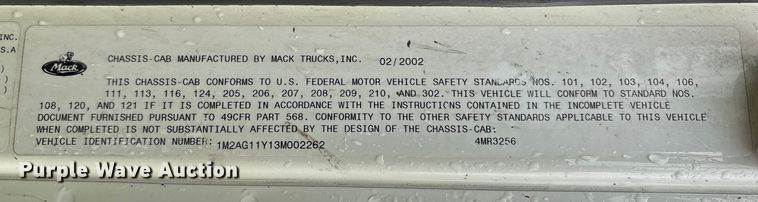 INC.
S.A
Mack
CHASSIS-CAB MANUFACTURED BY MACK TRUCKS,INC. 02/2002
THIS CHASSIS-CAB CONFORMS TO U.S. FEDERAL MOTOR VEHICLE SAFETY STANDARDS NOS. 101, 102, 103, 104, 106,
111, 113, 116, 124, 205, 206, 207, 208, 209, 210, AND 302. THIS VEHICLE WILL CONFORM TO STANDARD NOS.
108, 120, AND 121 IF IT IS COMPLETED IN ACCORDANCE WITH THE INSTRUCTIONS CONTAINED IN THE INCOMPLETE VEHICLE
DOCUMENT FURNISHED PURSUANT TO 49CFR PART 568. CONFORMITY TO THE OTHER SAFETY STANDARDS APPLICABLE TO THIS VEHICLE
WHEN COMPLETED IS NOT SUBSTANTIALLY AFFECTED BY THE DESIGN OF THE CHASSIS-CAB:
VEHICLE IDENTIFICATION NUMBER: 1M2AG11Y13M002262 4MR3256
Purple Wave Auction